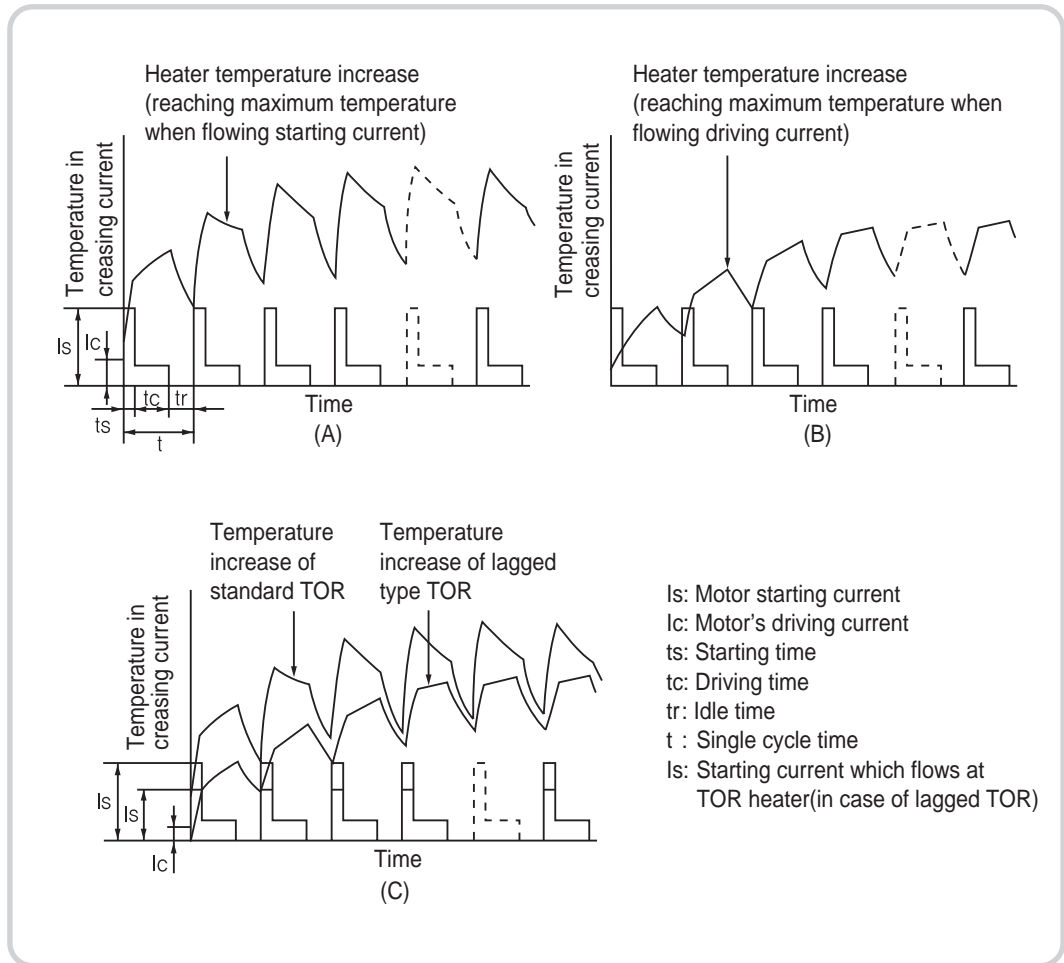 Heater temperature increase
(reaching maximum temperature
when flowing starting current)
Temperature in
creasing current
Is
Ic
tc
tr
ts
t
Time
(A)
Heater temperature increase
(reaching maximum temperature when
flowing driving current)
Temperature in
creasing current
Time
(B)
Temperature
increase of
standard TOR
Temperature
increase of lagged
type TOR
Temperature in
creasing current
Is
Is
Ic
Time
(C)
Is: Motor starting current
Ic: Motor's driving current
ts: Starting time
tc: Driving time
tr: Idle time
t : Single cycle time
Is: Starting current which flows at
TOR heater(in case of lagged TOR)